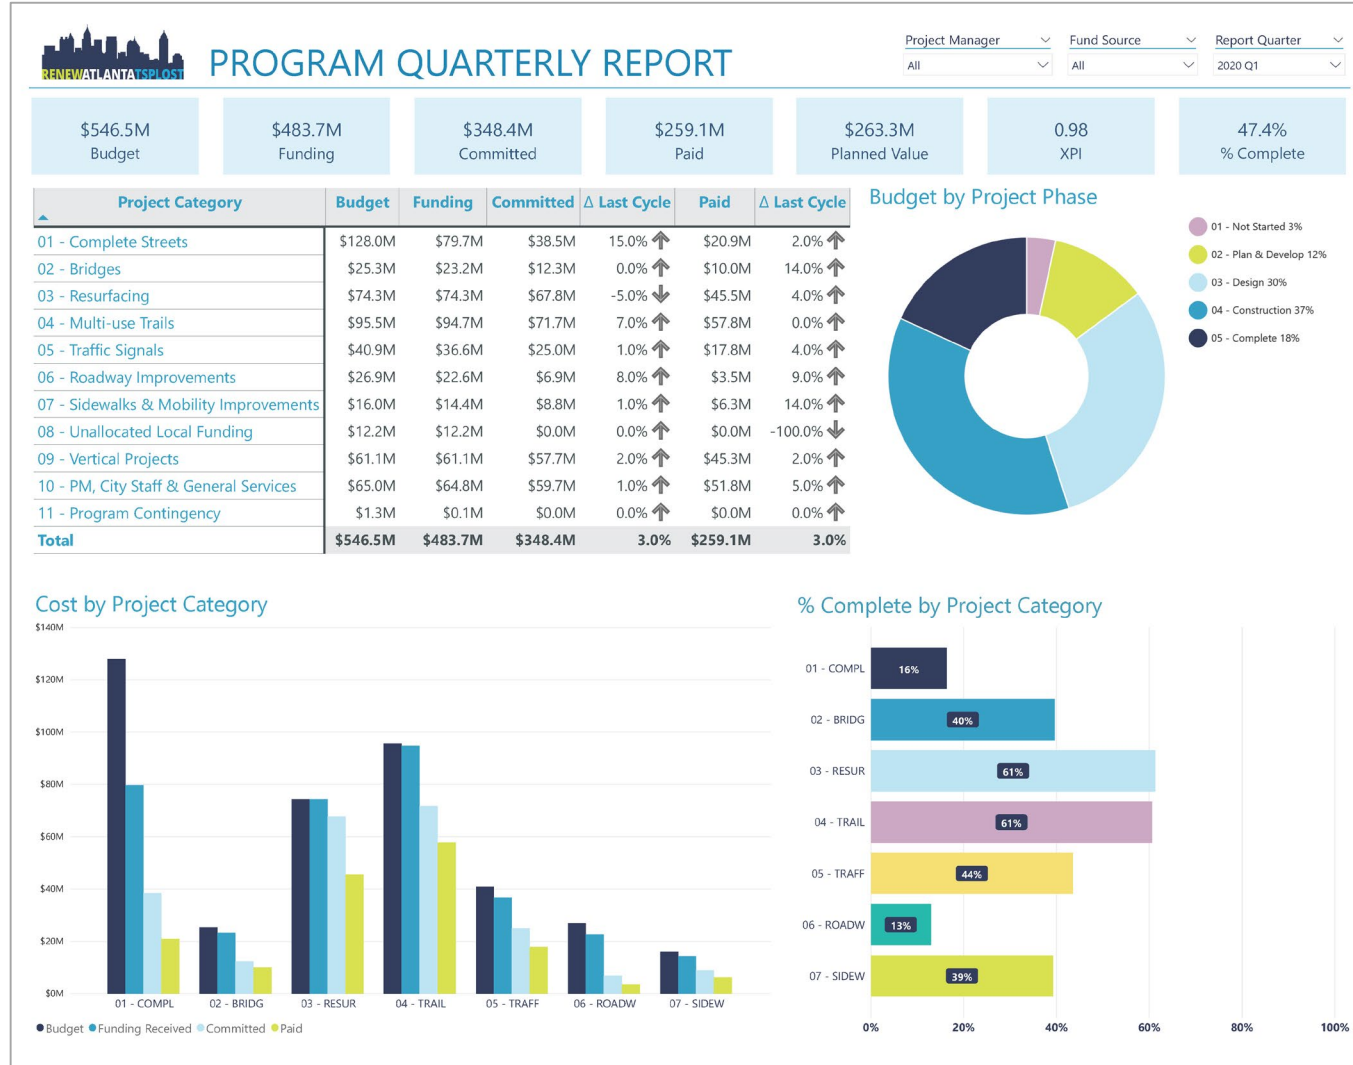 RENEWATLANTATSPLOST
PROGRAM QUARTERLY REPORT
Project Manager Fund Source Report Quarter
All All 2020 Q1
$546.5M $483.7M $348.4M $259.1M $263.3M 0.98 47.4%
Budget Funding Committed Paid Planned Value XPI % Complete
Project Category Budget Funding Committed Δ Last Cycle Paid Δ Last Cycle
01 - Complete Streets $128.0M $79.7M $38.5M 15.0% $20.9M 2.0%
02 - Bridges $25.3M $23.2M $12.3M 0.0% $10.0M 14.0%
03 - Resurfacing $74.3M $74.3M $67.8M -5.0% $45.5M 4.0%
04 - Multi-use Trails $95.5M $94.7M $71.7M 7.0% $57.8M 0.0%
05 - Traffic Signals $40.9M $36.6M $25.0M 1.0% $17.8M 4.0%
06 - Roadway Improvements $26.9M $22.6M $6.9M 8.0% $3.5M 9.0%
07 - Sidewalks & Mobility Improvements $16.0M $14.4M $8.8M 1.0% $6.3M 14.0%
08 - Unallocated Local Funding $12.2M $12.2M $0.0M 0.0% $0.0M -100.0%
09 - Vertical Projects $61.1M $61.1M $57.7M 2.0% $45.3M 2.0%
10 - PM, City Staff & General Services $65.0M $64.8M $59.7M 1.0% $51.8M 5.0%
11 - Program Contingency $1.3M $0.1M $0.0M 0.0% $0.0M 0.0%
Total $546.5M $483.7M $348.4M 3.0% $259.1M 3.0%
Budget by Project Phase
01 - Not Started 3%
02 - Plan & Develop 12%
03 - Design 30%
04 - Construction 37%
05 - Complete 18%
Cost by Project Category
$140M
$120M
$100M
$80M
$60M
$40M
$20M
$0M
01 - COMPL 02 - BRIDG 03 - RESUR 04 - TRAIL 05 - TRAFF 06 - ROADW 07 - SIDEW
Budget Funding Received Committed Paid
% Complete by Project Category
01 - COMPL 16%
02 - BRIDG 40%
03 - RESUR 61%
04 - TRAIL 61%
05 - TRAFF 44%
06 - ROADW 13%
07 - SIDEW 39%
0% 20% 40% 60% 80% 100%